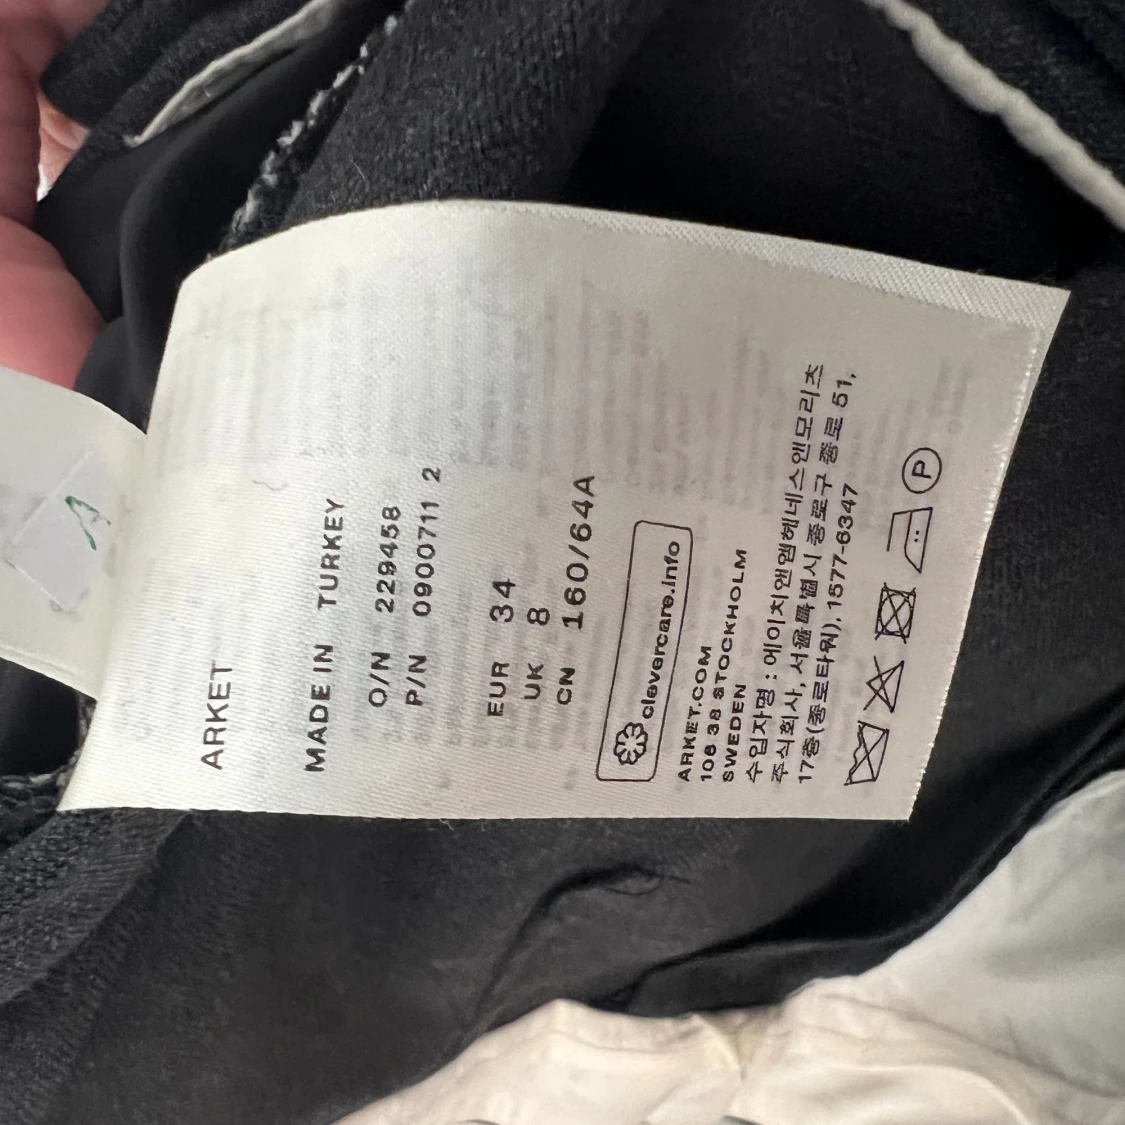 ARKET
MADE IN TURKEY
O/N 229458
P/N 0900711 2
EUR 34
UK 8
CN 160/64A
clevercare.info
ARKET.COM
106 38 STOCKHOLM
SWEDEN
수입자명 : 에이치앤엠헤네스앤모리츠
주식회사, 서울특별시 종로구 종로 51,
17층(종로타워), 1577-6347
P